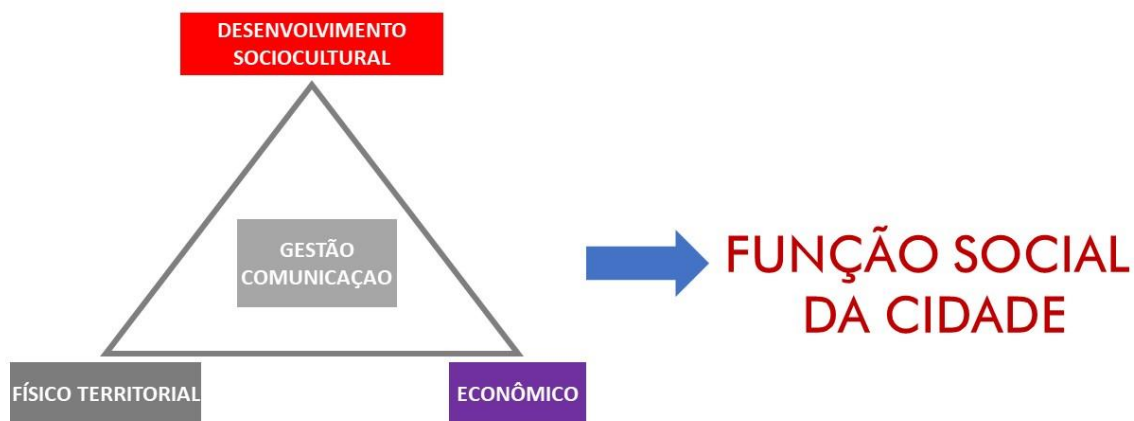 DESENVOLVIMENTO
SOCIOCULTURAL
GESTÃO
COMUNICAÇAO
FUNÇÃO SOCIAL
DA CIDADE
FÍSICO TERRITORIAL
ECONÔMICO